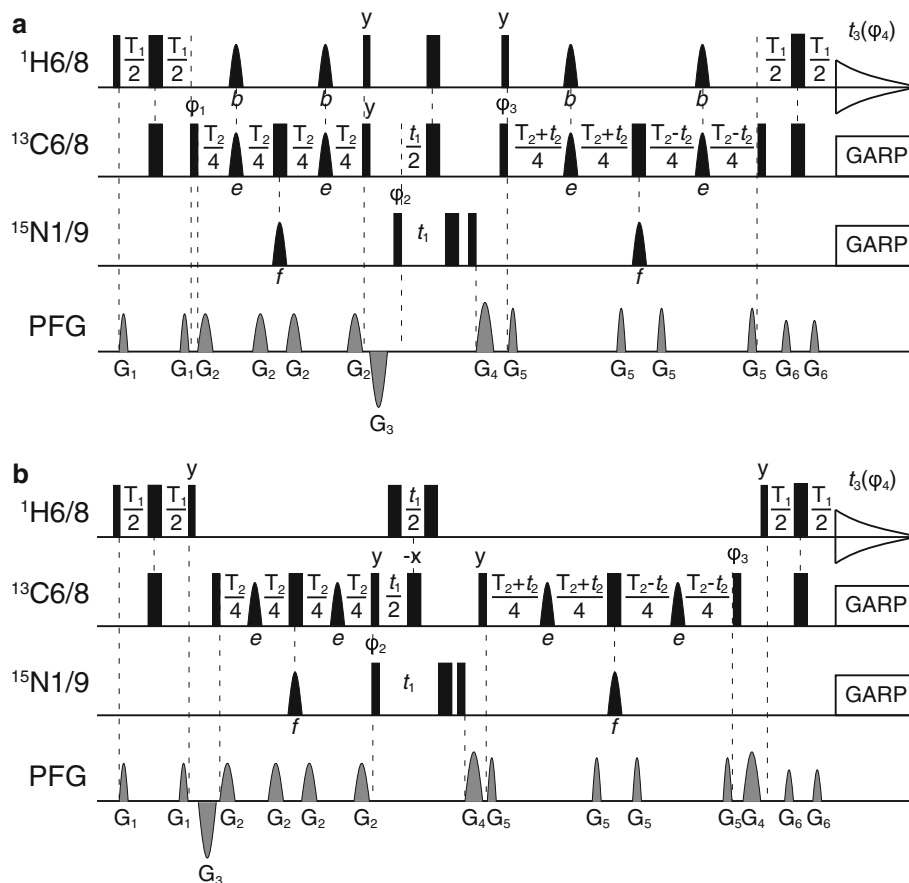 a
y y t₃(φ₄)
¹H6/8 T₁/2 T₁/2 T₁/2 T₁/2
b b b b
φ₁ y φ₃
¹³C6/8 T₂/4 T₂/4 T₂/4 T₂/4 t₁/2 T₂+t₂/4 T₂+t₂/4 T₂-t₂/4 T₂-t₂/4 GARP
e e φ₂ e e
¹⁵N1/9 t₁ GARP
f f
PFG
G₁ G₁ G₂ G₂ G₂ G₂ G₄ G₅ G₅ G₅ G₅ G₆ G₆
G₃
b
y y t₃(φ₄)
¹H6/8 T₁/2 T₁/2 t₁/2 T₁/2 T₁/2
y -x y φ₃
¹³C6/8 T₂/4 T₂/4 T₂/4 T₂/4 t₁/2 T₂+t₂/4 T₂+t₂/4 T₂-t₂/4 T₂-t₂/4 GARP
e e φ₂ e e
¹⁵N1/9 t₁ GARP
f f
PFG
G₁ G₁ G₂ G₂ G₂ G₂ G₄ G₅ G₅ G₅ G₅ G₄ G₆ G₆
G₃